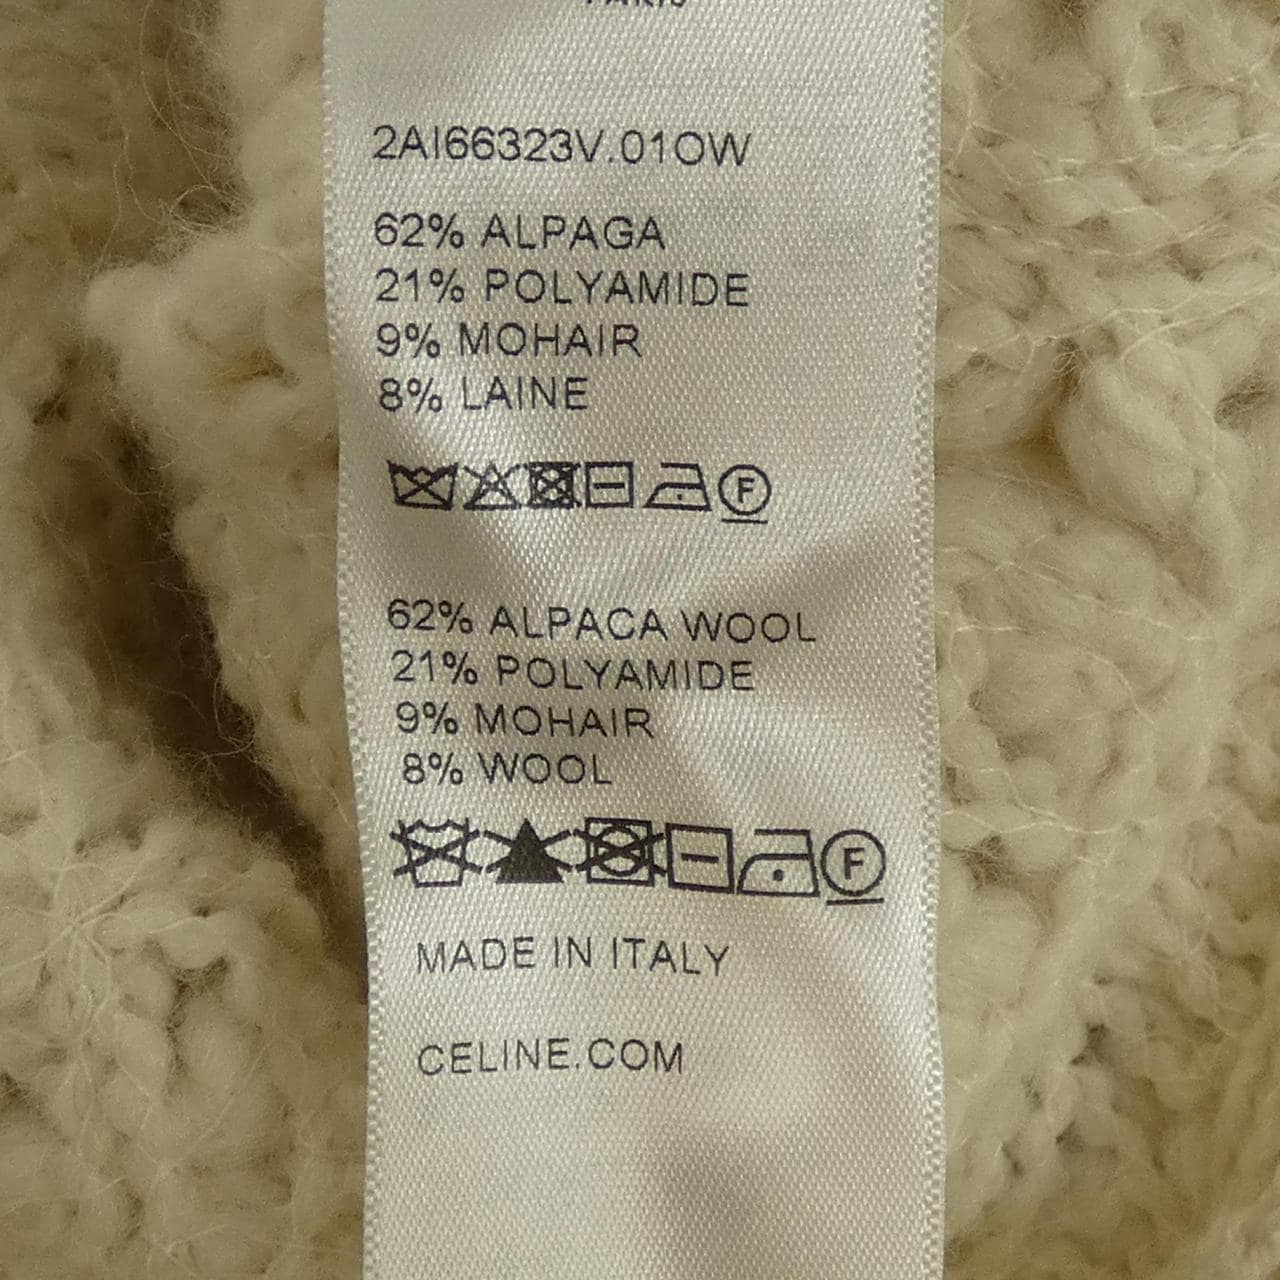 PARIS
2AI66323V.01OW
62% ALPAGA
21% POLYAMIDE
9% MOHAIR
8% LAINE
F
62% ALPACA WOOL
21% POLYAMIDE
9% MOHAIR
8% WOOL
F
MADE IN ITALY
CELINE.COM